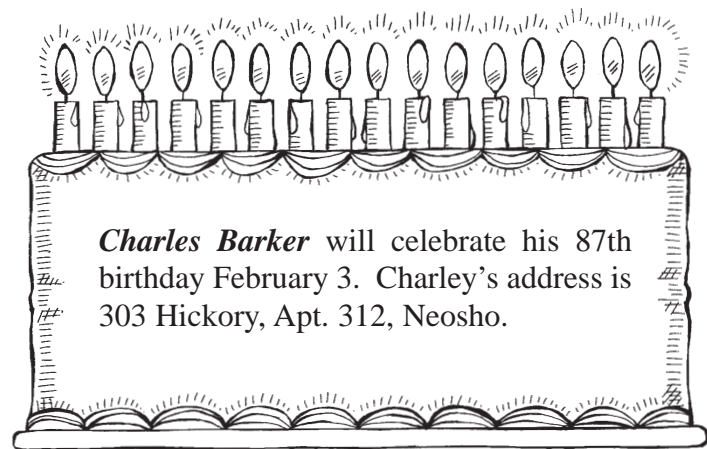 Charles Barker will celebrate his 87th
birthday February 3.  Charley’s address is
303 Hickory, Apt. 312, Neosho.